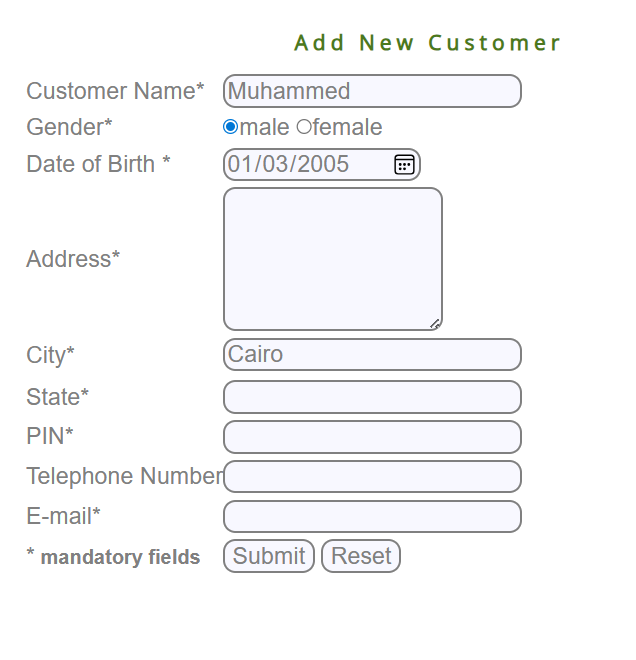 Add New Customer
Customer Name* Muhammed
Gender* male female
Date of Birth * 01/03/2005
Address*
City* Cairo
State*
PIN*
Telephone Number
E-mail*
* mandatory fields Submit Reset